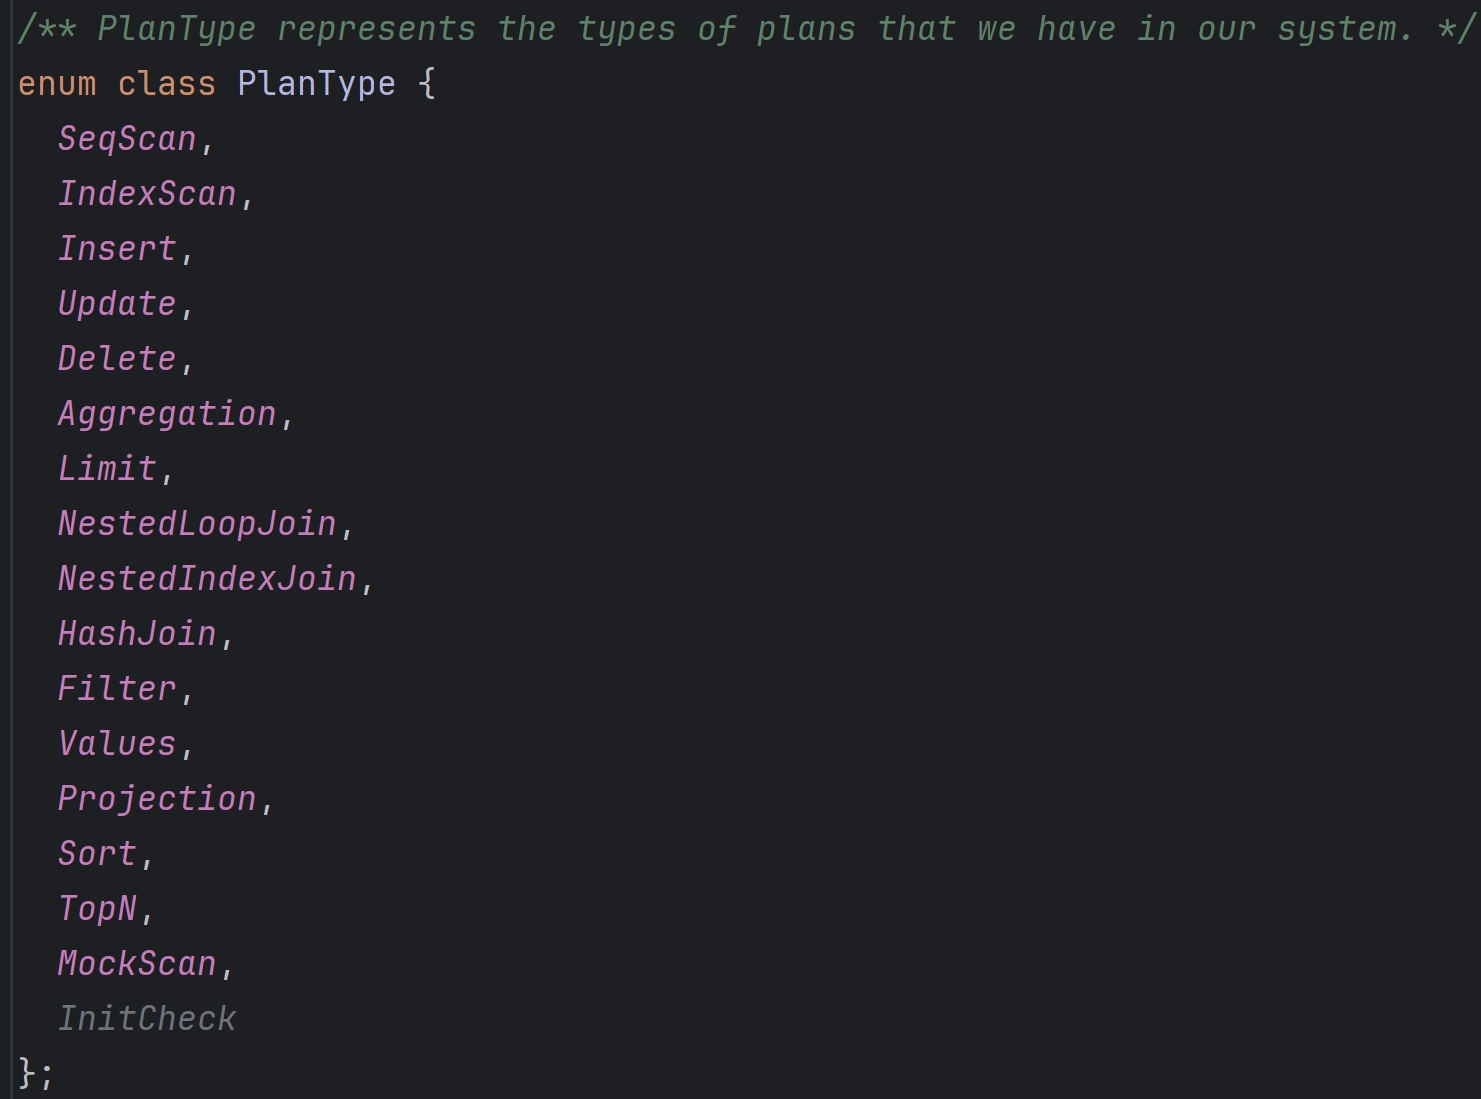 /** PlanType represents the types of plans that we have in our system. */
enum class PlanType {
  SeqScan,
  IndexScan,
  Insert,
  Update,
  Delete,
  Aggregation,
  Limit,
  NestedLoopJoin,
  NestedIndexJoin,
  HashJoin,
  Filter,
  Values,
  Projection,
  Sort,
  TopN,
  MockScan,
  InitCheck
};